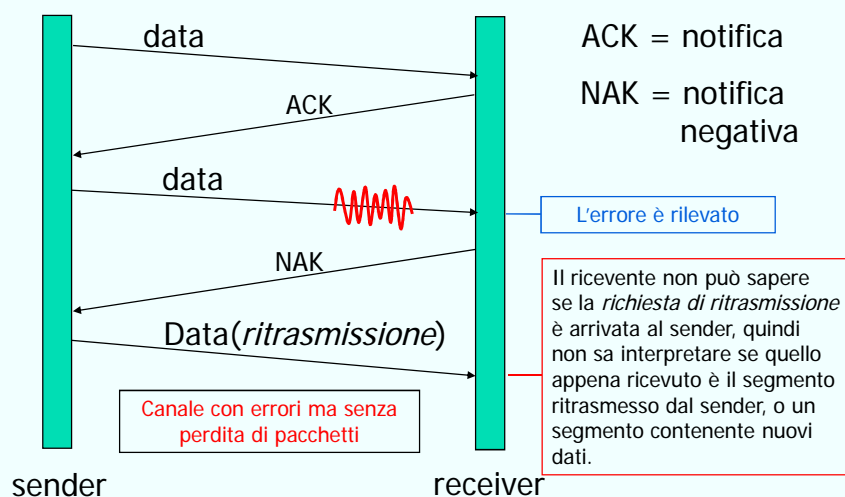 data
ACK = notifica
ACK
NAK = notifica
negativa
data
L'errore è rilevato
NAK
Il ricevente non può sapere
se la richiesta di ritrasmissione
è arrivata al sender, quindi
non sa interpretare se quello
appena ricevuto è il segmento
ritrasmesso dal sender, o un
segmento contenente nuovi
dati.
Data(ritrasmissione)
Canale con errori ma senza
perdita di pacchetti
sender
receiver